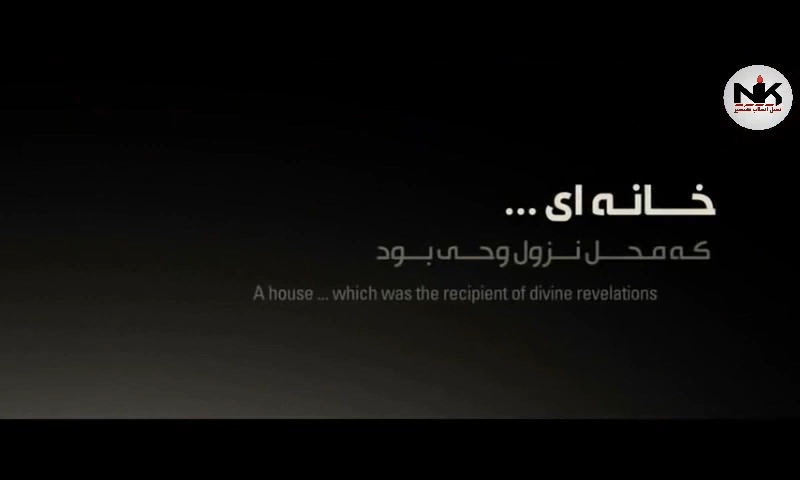 NK
خانه ای ...
که محل نزول وحی بود
A house ... which was the recipient of divine revelations